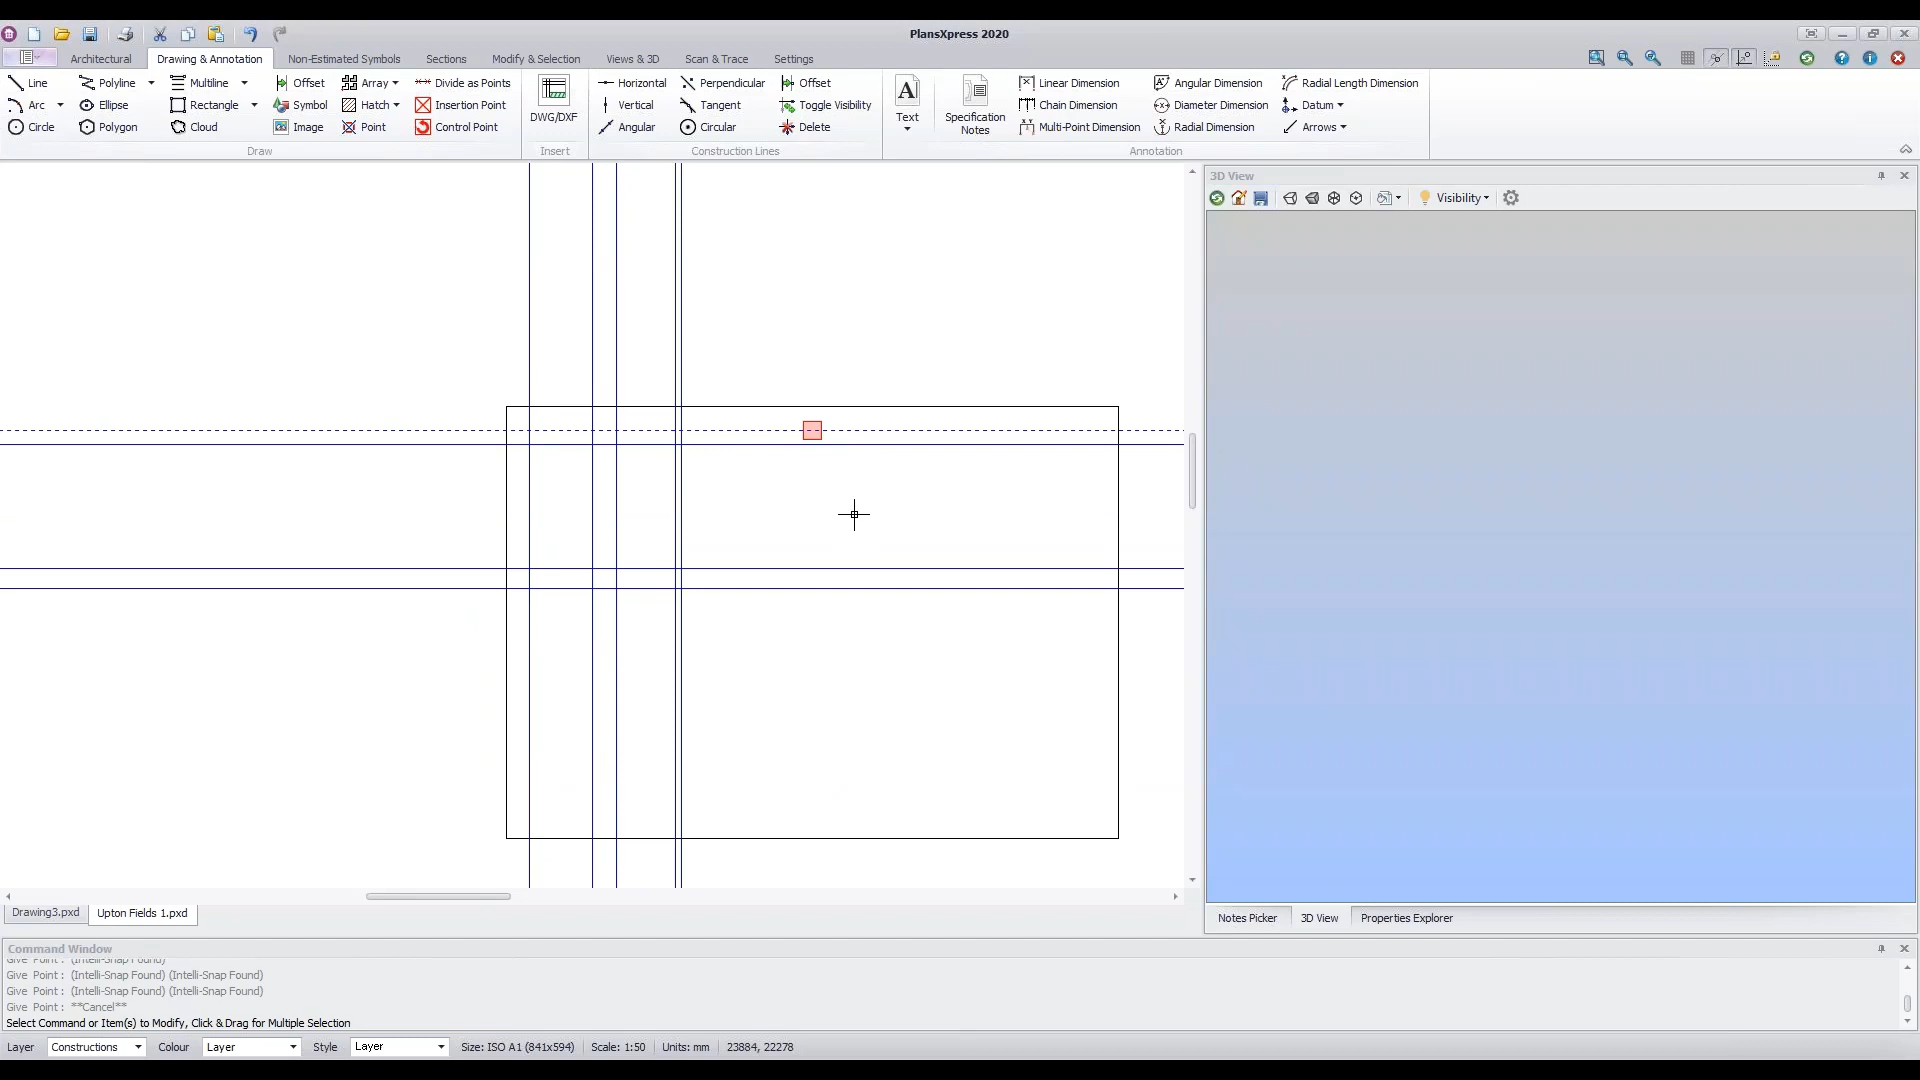 PlansXpress 2020
Architectural Drawing & Annotation Non-Estimated Symbols Sections Modify & Selection Views & 3D Scan & Trace Settings
Line Polyline Multiline Offset Array Divide as Points Horizontal Perpendicular Offset Linear Dimension Angular Dimension Radial Length Dimension
Arc Ellipse Rectangle Symbol Hatch Insertion Point DWG/DXF Vertical Tangent Toggle Visibility Text Specification Notes Chain Dimension Diameter Dimension Datum
Circle Polygon Cloud Image Point Control Point Angular Circular Delete Multi-Point Dimension Radial Dimension Arrows
Draw Insert Construction Lines Annotation
3D View
Visibility
Drawing3.pxd Upton Fields 1.pxd
Notes Picker 3D View Properties Explorer
Command Window
Give Point : (Intelli-Snap Found)
Give Point : (Intelli-Snap Found) (Intelli-Snap Found)
Give Point : (Intelli-Snap Found) (Intelli-Snap Found)
Give Point : **Cancel**
Select Command or Item(s) to Modify, Click & Drag for Multiple Selection
Layer Constructions Colour Layer Style Layer Size: ISO A1 (841x594) Scale: 1:50 Units: mm 23884, 22278